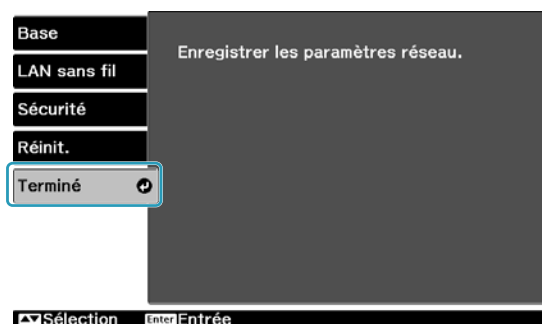 Base
LAN sans fil
Sécurité
Réinit.
Terminé
Enregistrer les paramètres réseau.
Sélection Enter Entrée